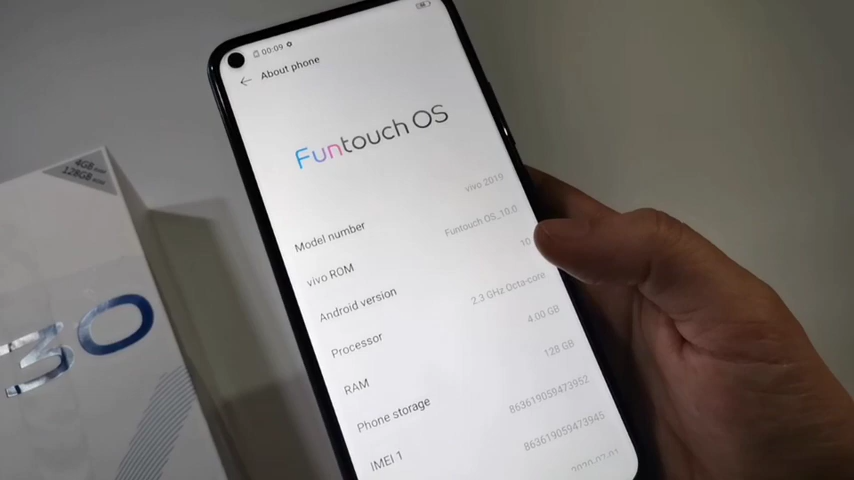 00:09
About phone
Funtouch OS
Model number
vivo 2019
vivo ROM
Funtouch OS_10.0
Android version
10
Processor
2.3 GHz Octa-core
RAM
4.00 GB
Phone storage
128 GB
IMEI 1
863619059473952
863619059473945
4GB
128GB
30